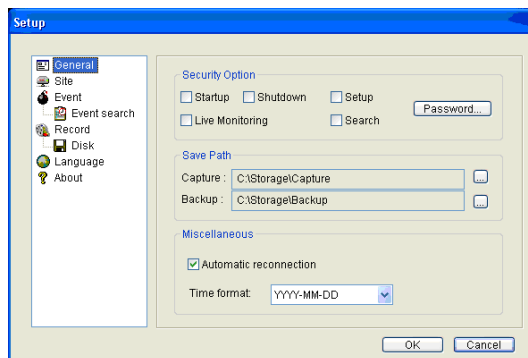 Setup
General
Site
Event
Event search
Record
Disk
Language
About
Security Option
Startup Shutdown Setup
Password...
Live Monitoring Search
Save Path
Capture : C:\Storage\Capture ...
Backup : C:\Storage\Backup ...
Miscellaneous
Automatic reconnection
Time format: YYYY-MM-DD
OK Cancel